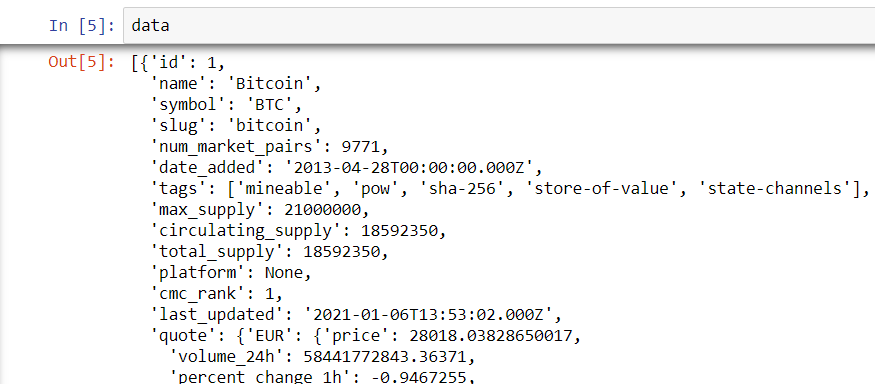 In [5]: data
Out[5]: [{'id': 1,
'name': 'Bitcoin',
'symbol': 'BTC',
'slug': 'bitcoin',
'num_market_pairs': 9771,
'date_added': '2013-04-28T00:00:00.000Z',
'tags': ['mineable', 'pow', 'sha-256', 'store-of-value', 'state-channels'],
'max_supply': 21000000,
'circulating_supply': 18592350,
'total_supply': 18592350,
'platform': None,
'cmc_rank': 1,
'last_updated': '2021-01-06T13:53:02.000Z',
'quote': {'EUR': {'price': 28018.03828650017,
'volume_24h': 58441772843.36371,
'percent_change_1h': -0.9467255,